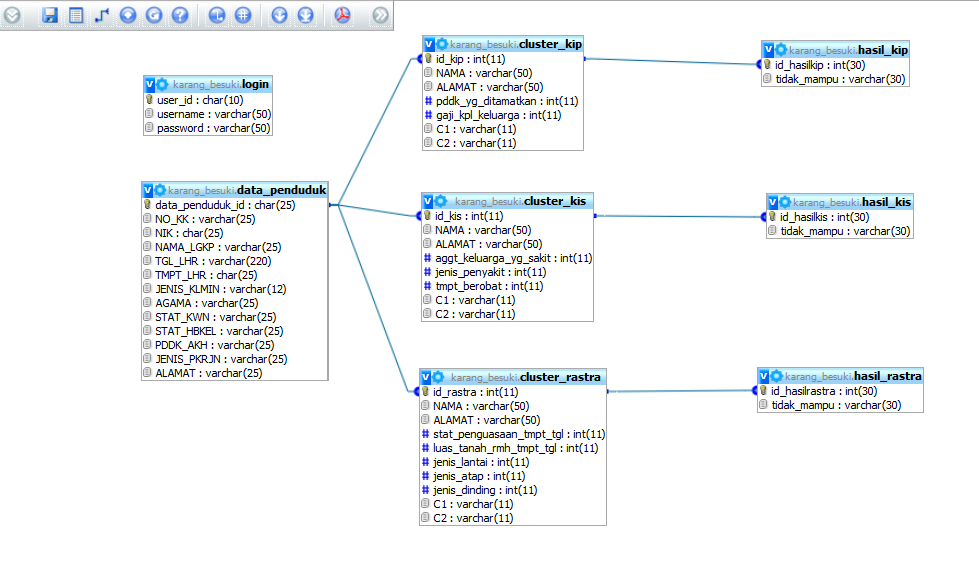 karang_besuki.login
user_id : char(10)
username : varchar(50)
password : varchar(50)
karang_besuki.data_penduduk
data_penduduk_id : char(25)
NO_KK : varchar(25)
NIK : char(25)
NAMA_LGKP : varchar(25)
TGL_LHR : varchar(220)
TMPT_LHR : char(25)
JENIS_KLMIN : varchar(12)
AGAMA : varchar(25)
STAT_KWN : varchar(25)
STAT_HBKEL : varchar(25)
PDDK_AKH : varchar(25)
JENIS_PKRJN : varchar(25)
ALAMAT : varchar(25)
karang_besuki.cluster_kip
id_kip : int(11)
NAMA : varchar(50)
ALAMAT : varchar(50)
# pddk_yg_ditamatkan : int(11)
# gaji_kpl_keluarga : int(11)
C1 : varchar(11)
C2 : varchar(11)
karang_besuki.cluster_kis
id_kis : int(11)
NAMA : varchar(50)
ALAMAT : varchar(50)
# aggt_keluarga_yg_sakit : int(11)
# jenis_penyakit : int(11)
# tmpt_berobat : int(11)
C1 : varchar(11)
C2 : varchar(11)
karang_besuki.cluster_rastra
id_rastra : int(11)
NAMA : varchar(50)
ALAMAT : varchar(50)
# stat_penguasaan_tmpt_tgl : int(11)
# luas_tanah_rmh_tmpt_tgl : int(11)
# jenis_lantai : int(11)
# jenis_atap : int(11)
# jenis_dinding : int(11)
C1 : varchar(11)
C2 : varchar(11)
karang_besuki.hasil_kip
id_hasilkip : int(30)
tidak_mampu : varchar(30)
karang_besuki.hasil_kis
id_hasilkis : int(30)
tidak_mampu : varchar(30)
karang_besuki.hasil_rastra
id_hasilrastra : int(30)
tidak_mampu : varchar(30)